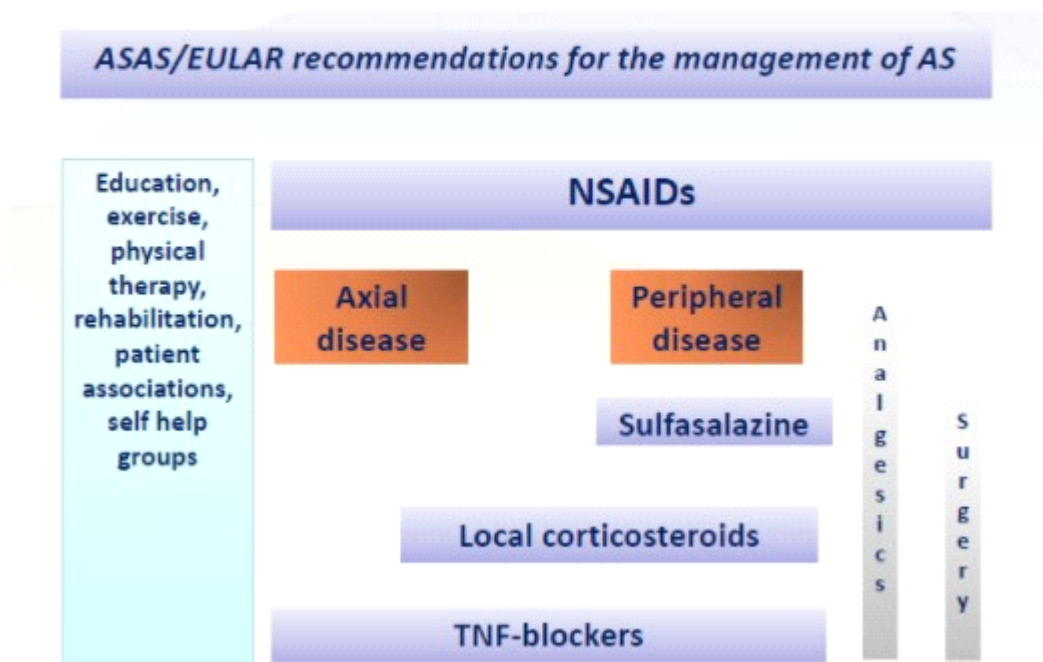 ASAS/EULAR recommendations for the management of AS
Education,
exercise,
physical
therapy,
rehabilitation,
patient
associations,
self help
groups
NSAIDs
Axial
disease
Peripheral
disease
Sulfasalazine
Local corticosteroids
TNF-blockers
Analgesics
Surgery